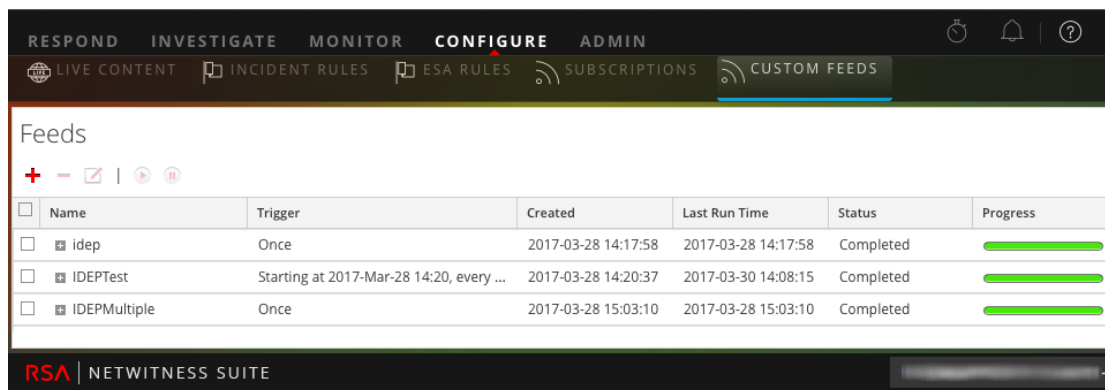 RESPOND INVESTIGATE MONITOR CONFIGURE ADMIN ?
LIVE LIVE CONTENT INCIDENT RULES ESA RULES SUBSCRIPTIONS CUSTOM FEEDS
Feeds
Name Trigger Created Last Run Time Status Progress
idep Once 2017-03-28 14:17:58 2017-03-28 14:17:58 Completed
IDEPTest Starting at 2017-Mar-28 14:20, every ... 2017-03-28 14:20:37 2017-03-30 14:08:15 Completed
IDEPMultiple Once 2017-03-28 15:03:10 2017-03-28 15:03:10 Completed
RSA | NETWITNESS SUITE